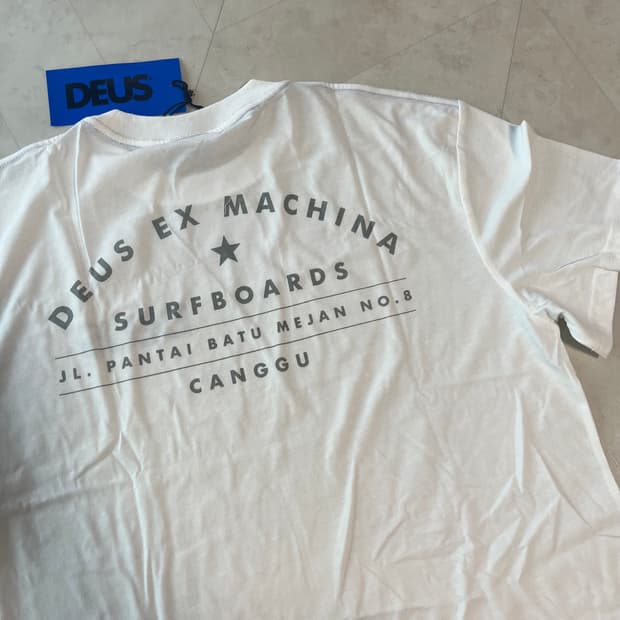 DEUS
DEUS EX MACHINA
SURFBOARDS
JL. PANTAI BATU MEJAN NO.8
CANGGU